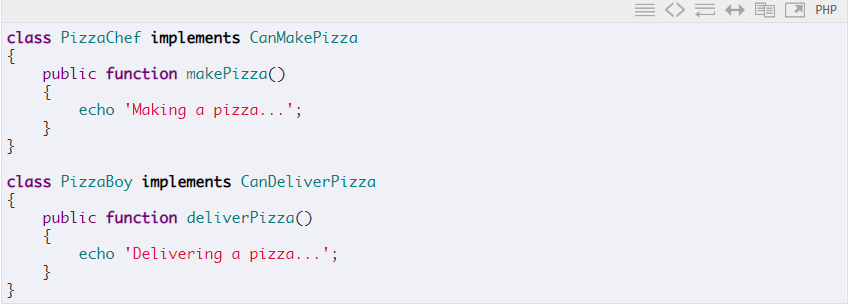 PHP
class PizzaChef implements CanMakePizza
{
    public function makePizza()
    {
        echo 'Making a pizza...';
    }
}
class PizzaBoy implements CanDeliverPizza
{
    public function deliverPizza()
    {
        echo 'Delivering a pizza...';
    }
}